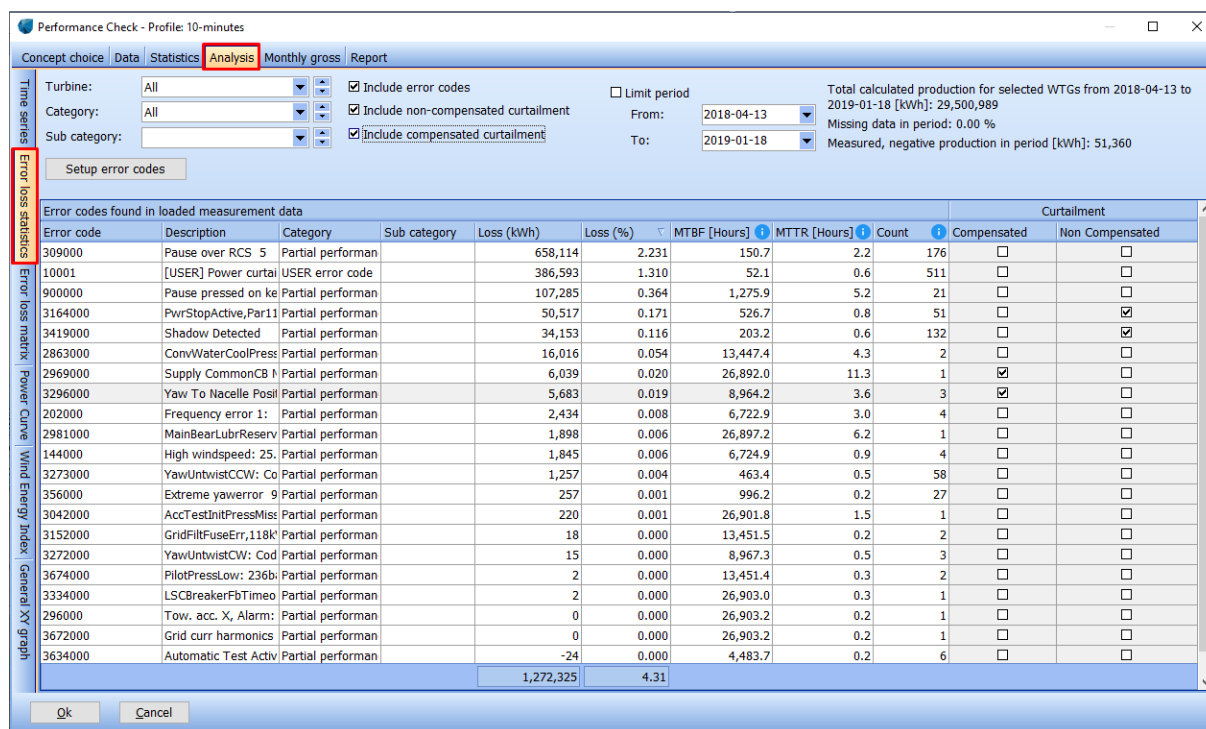 Performance Check - Profile: 10-minutes
Concept choice Data Statistics Analysis Monthly gross Report
Time series
Error loss statistics
Error loss matrix
Power Curve
Wind Energy Index
General XY graph
Turbine: All
Category: All
Sub category:
Setup error codes
Include error codes
Include non-compensated curtailment
Include compensated curtailment
Limit period
From: 2018-04-13
To: 2019-01-18
Total calculated production for selected WTGs from 2018-04-13 to
2019-01-18 [kWh]: 29,500,989
Missing data in period: 0.00 %
Measured, negative production in period [kWh]: 51,360
Error codes found in loaded measurement data Curtailment
Error code Description Category Sub category Loss (kWh) Loss (%) MTBF [Hours] MTTR [Hours] Count Compensated Non Compensated
309000 Pause over RCS 5 Partial performan 658,114 2.231 150.7 2.2 176
10001 [USER] Power curtai USER error code 386,593 1.310 52.1 0.6 511
900000 Pause pressed on ke Partial performan 107,285 0.364 1,275.9 5.2 21
3164000 PwrStopActive,Par11 Partial performan 50,517 0.171 526.7 0.8 51
3419000 Shadow Detected Partial performan 34,153 0.116 203.2 0.6 132
2863000 ConvWaterCoolPress Partial performan 16,016 0.054 13,447.4 4.3 2
2969000 Supply CommonCB Partial performan 6,039 0.020 26,892.0 11.3 1
3296000 Yaw To Nacelle Posit Partial performan 5,683 0.019 8,964.2 3.6 3
202000 Frequency error 1: Partial performan 2,434 0.008 6,722.9 3.0 4
2981000 MainBearLubrReserv Partial performan 1,898 0.006 26,897.2 6.2 1
144000 High windspeed: 25. Partial performan 1,845 0.006 6,724.9 0.9 4
3273000 YawUntwistCCW: Co Partial performan 1,257 0.004 463.4 0.5 58
356000 Extreme yawerror 9 Partial performan 257 0.001 996.2 0.2 27
3042000 AccTestInitPressMiss Partial performan 220 0.001 26,901.8 1.5 1
3152000 GridFiltFuseErr,118k Partial performan 18 0.000 13,451.5 0.2 2
3272000 YawUntwistCW: Cod Partial performan 15 0.000 8,967.3 0.5 3
3674000 PilotPressLow: 236b Partial performan 2 0.000 13,451.4 0.3 2
3334000 LSCBreakerFbTimeo Partial performan 2 0.000 26,903.0 0.3 1
296000 Tow. acc. X, Alarm: Partial performan 0 0.000 26,903.2 0.2 1
3672000 Grid curr harmonics Partial performan 0 0.000 26,903.2 0.2 1
3634000 Automatic Test Activ Partial performan -24 0.000 4,483.7 0.2 6
1,272,325 4.31
Ok Cancel